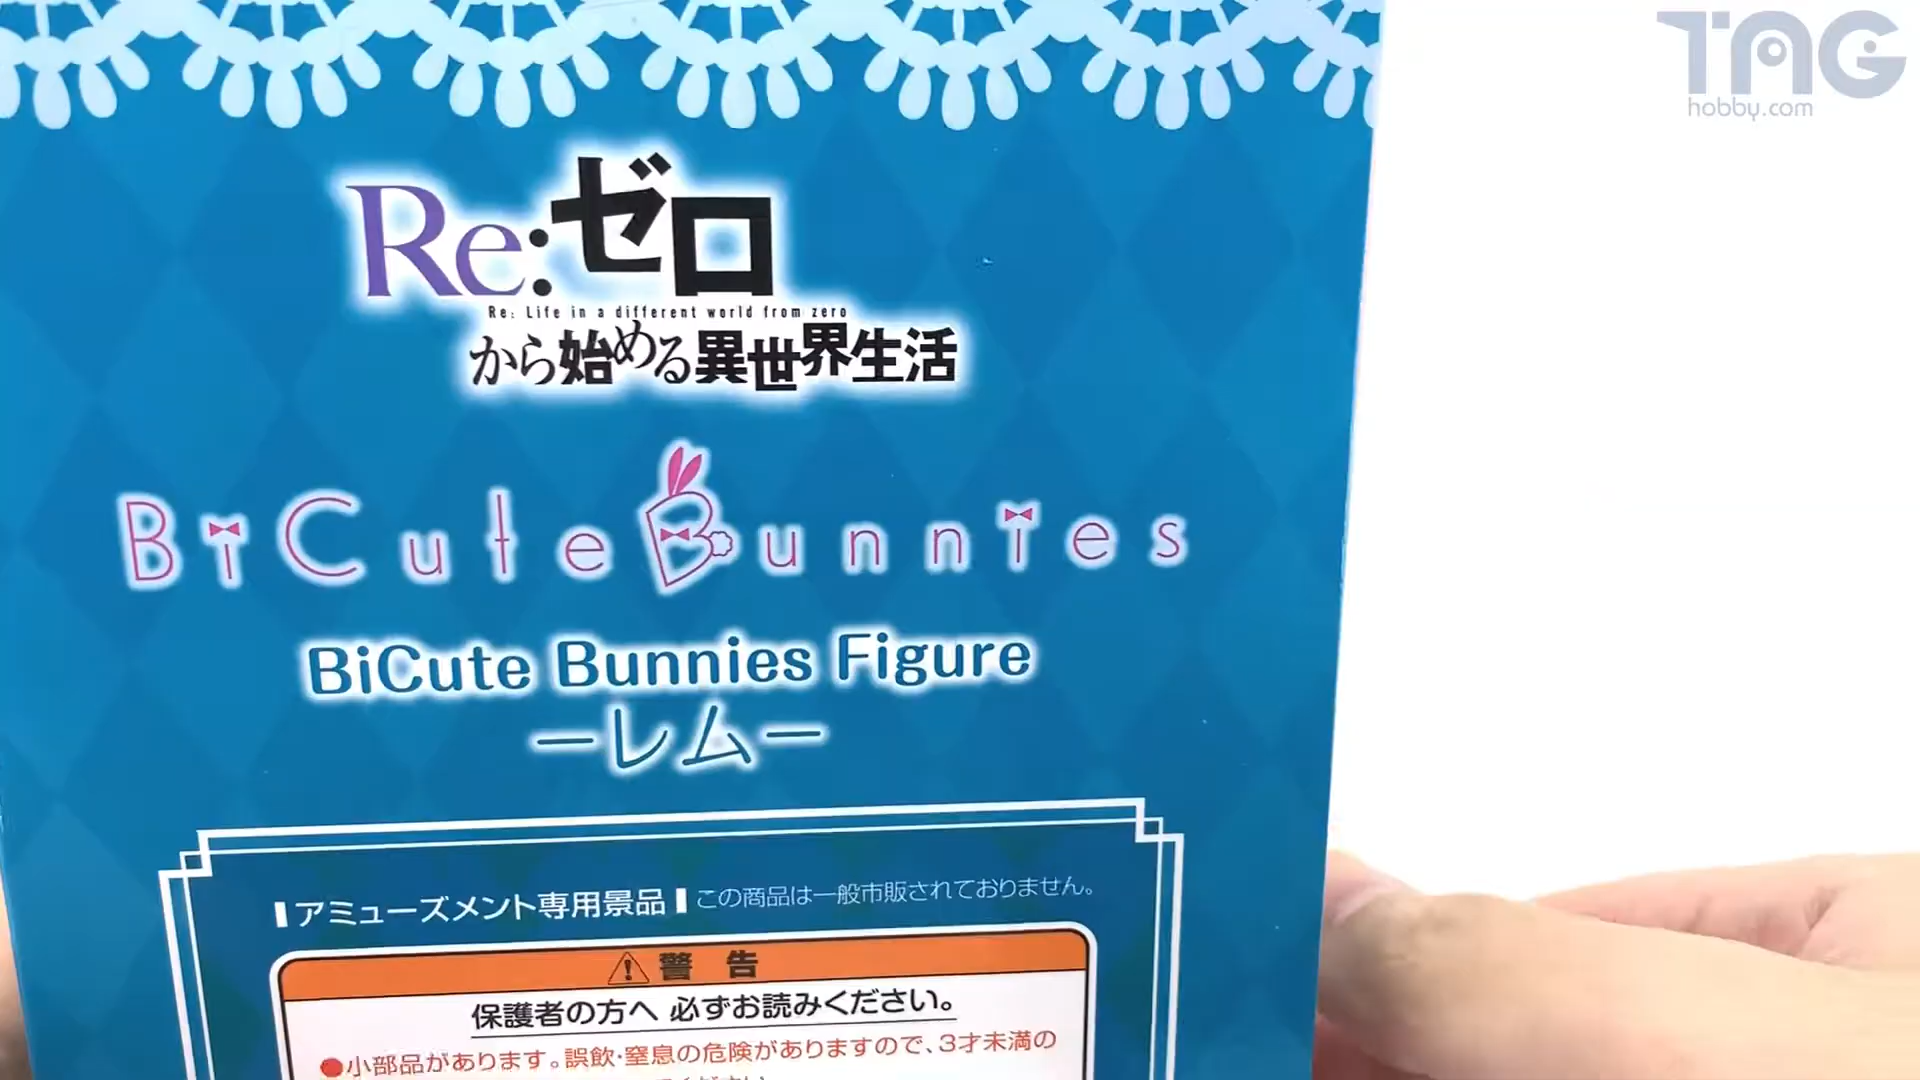 TAG
hobby.com
Re:ゼロ
Re: Life in a different world from zero
から始める異世界生活
BiCute Bunnies
BiCute Bunnies Figure
ーレムー
アミューズメント専用景品 この商品は一般市販されておりません。
警告
保護者の方へ 必ずお読みください。
●小部品があります。誤飲・窒息の危険がありますので、3才未満の